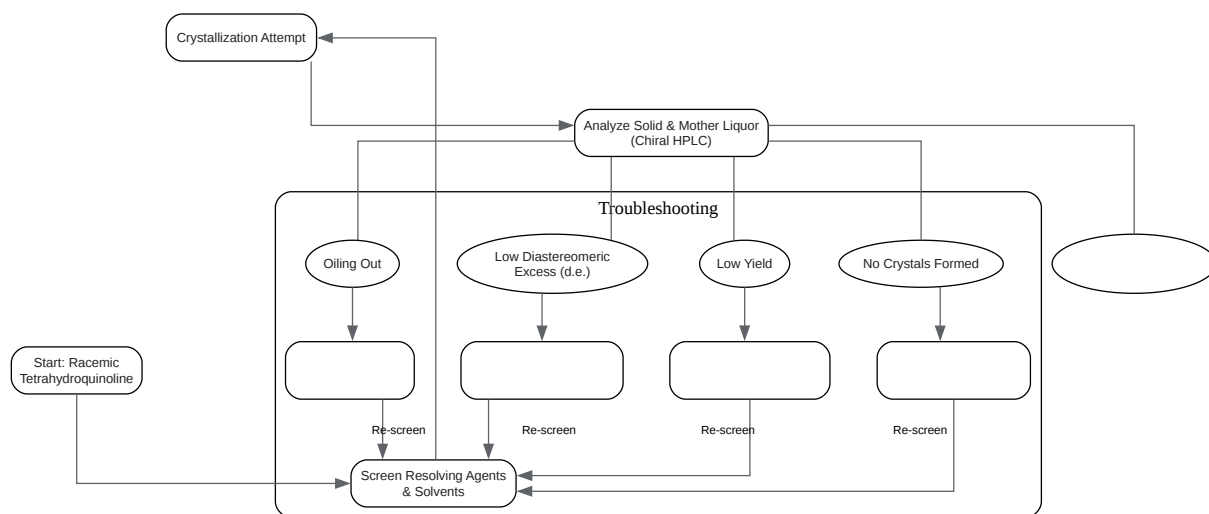 Crystallization Attempt
Analyze Solid & Mother Liquor
(Chiral HPLC)
Troubleshooting
Oiling Out
Low Diastereomeric
Excess (d.e.)
Low Yield
No Crystals Formed
Start: Racemic
Tetrahydroquinoline
Re-screen
Re-screen
Re-screen
Re-screen
Screen Resolving Agents
& Solvents